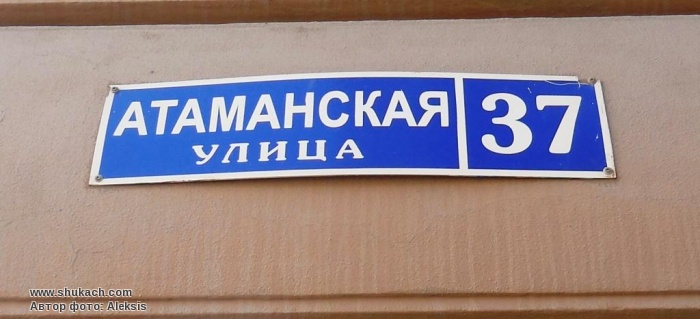 АТАМАНСКАЯ
УЛИЦА
37
www.shukach.com
Автор фото: Aleksis